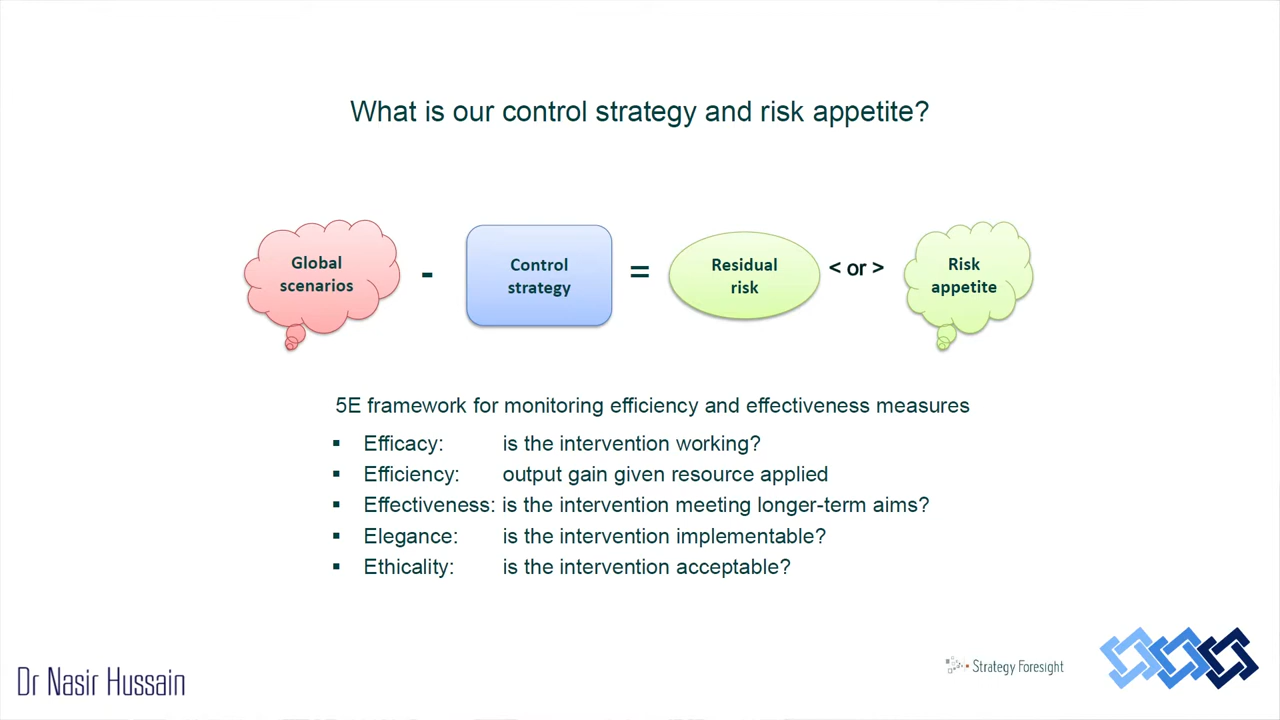 What is our control strategy and risk appetite?
Global
scenarios
-
Control
strategy
=
Residual
risk
< or >
Risk
appetite
5E framework for monitoring efficiency and effectiveness measures
▪ Efficacy: is the intervention working?
▪ Efficiency: output gain given resource applied
▪ Effectiveness: is the intervention meeting longer-term aims?
▪ Elegance: is the intervention implementable?
▪ Ethicality: is the intervention acceptable?
Strategy Foresight
Dr Nasir Hussain